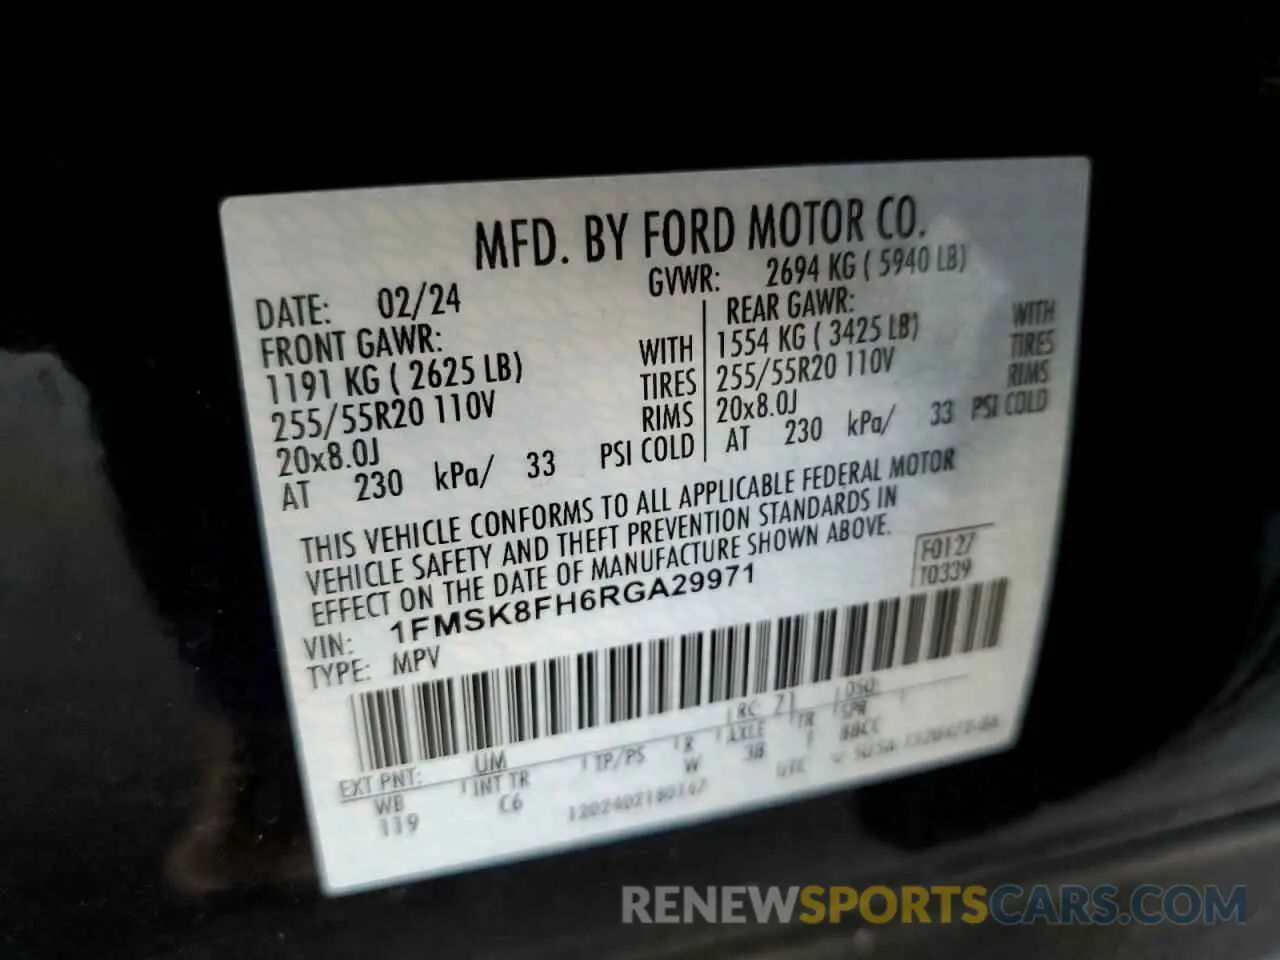 MFD. BY FORD MOTOR CO.
DATE: 02/24 GVWR: 2694 KG ( 5940 LB)
FRONT GAWR: REAR GAWR:
1191 KG ( 2625 LB) WITH 1554 KG ( 3425 LB) WITH
255/55R20 110V TIRES 255/55R20 110V TIRES
20x8.0J RIMS 20x8.0J RIMS
AT 230 kPa/ 33 PSI COLD AT 230 kPa/ 33 PSI COLD
THIS VEHICLE CONFORMS TO ALL APPLICABLE FEDERAL MOTOR
VEHICLE SAFETY AND THEFT PREVENTION STANDARDS IN
EFFECT ON THE DATE OF MANUFACTURE SHOWN ABOVE.
F0127
T0339
VIN: 1FMSK8FH6RGA29971
TYPE: MPV
EXT PNT: UM RC: 71 DSO:
WB INT TR TP/PS R AXLE TR SPR
119 C6 W 3B
UTC
RENEWSPORTSCARS.COM